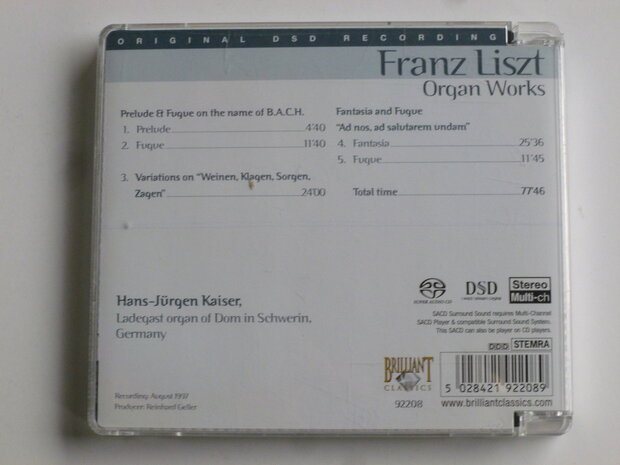 ORIGINAL DSD RECORDING
Franz Liszt
Organ Works
Prelude & Fugue on the name of B.A.C.H.
1. Prelude 4'40
2. Fugue 11'40
3. Variations on "Weinen, Klagen, Sorgen,
Zagen" 24'00
Fantasia and Fugue
"Ad nos, ad salutarem undam"
4. Fantasia 25'36
5. Fugue 11'45
Total time 77'46
Hans-Jürgen Kaiser,
Ladegast organ of Dom in Schwerin,
Germany
SUPER AUDIO CD
DSD
Stereo
Multi-ch
SACD Surround Sound requires Multi-Channel
SACD Player & compatible Surround Sound System.
This SACD can also be player on CD players.
DDD STEMRA
BRILLIANT
CLASSICS
92208
5 028421 922089
www.brilliantclassics.com
Recording: August 1997
Producer: Reinhard Geller